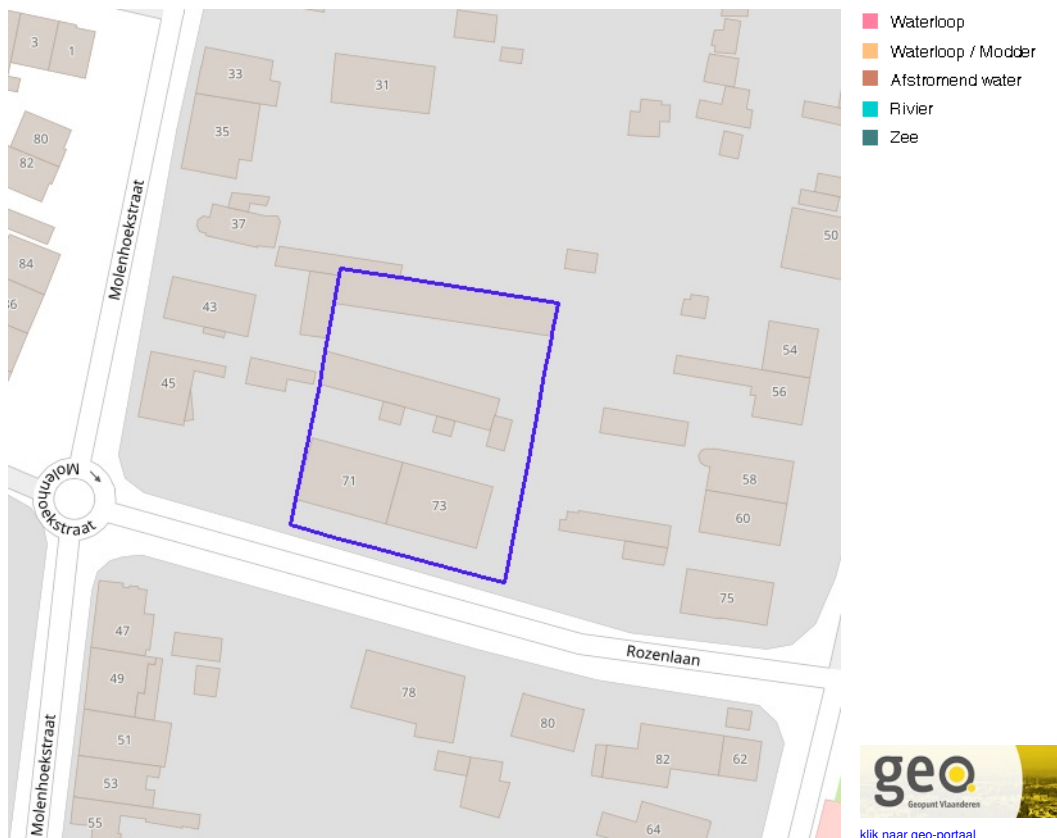 Waterloop
Waterloop / Modder
Afstromend water
Rivier
Zee
3
1
33
31
80
35
82
37
50
84
Molenhoekstraat
43
54
45
56
71
73
58
60
Molenhoekstraat
75
47
Rozenlaan
49
78
80
51
82
62
53
Molenhoekstraat
55
64
geo
Geopunt Vlaanderen
klik naar geo-portaal